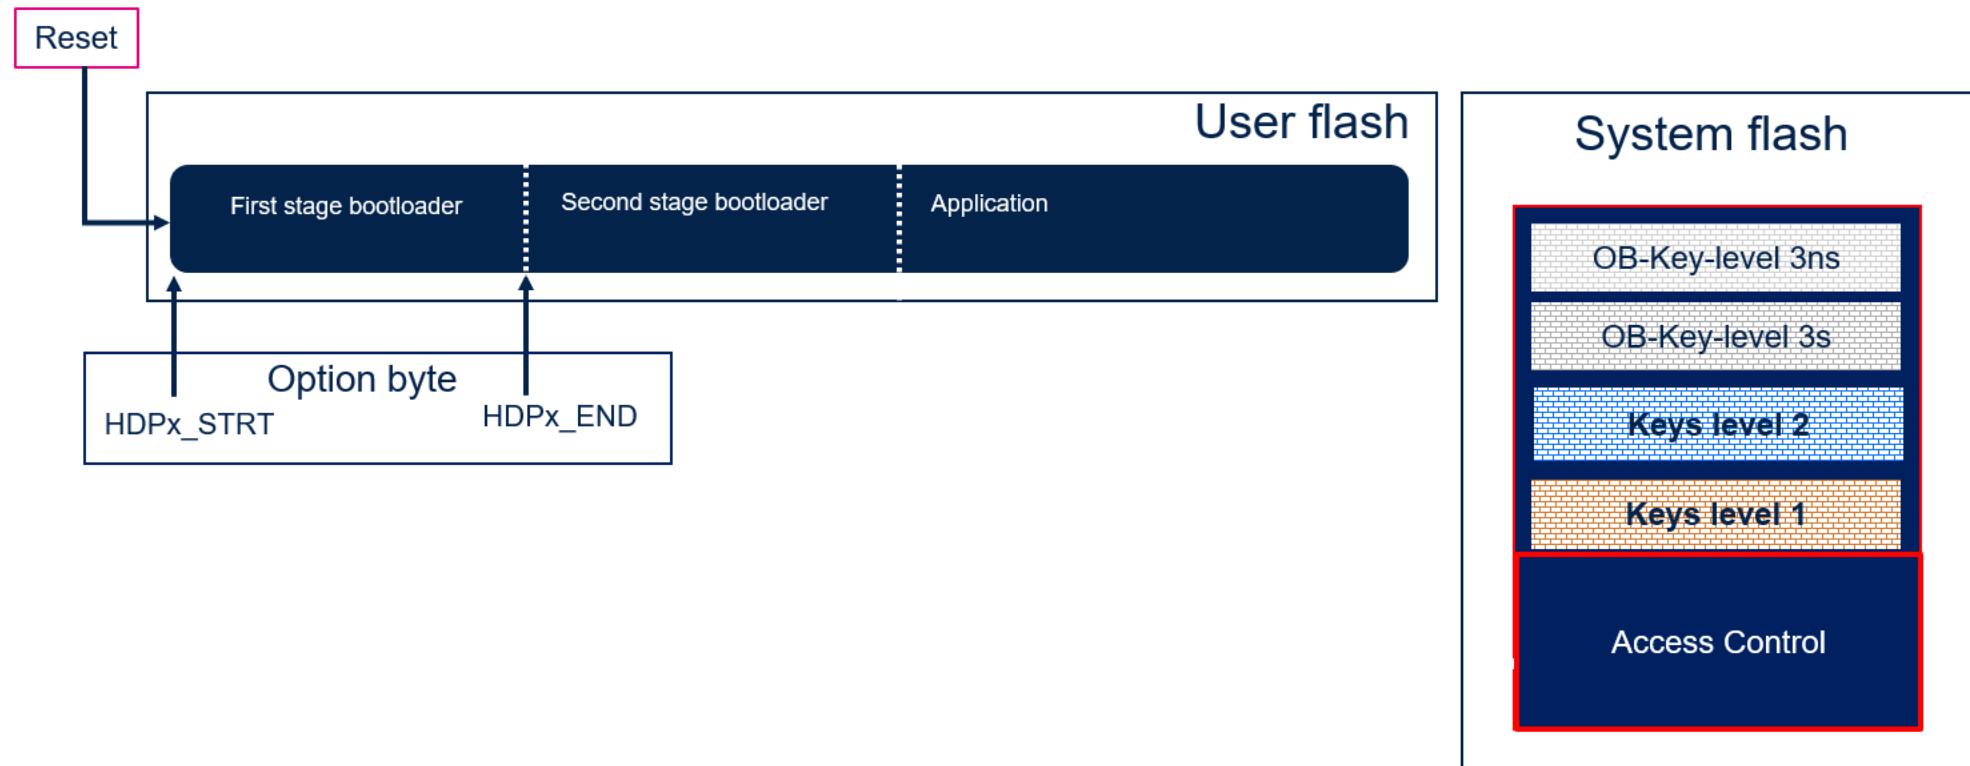 Reset
User flash
First stage bootloader
Second stage bootloader
Application
Option byte
HDPx_STRT
HDPx_END
System flash
OB-Key-level 3ns
OB-Key-level 3s
Keys level 2
Keys level 1
Access Control